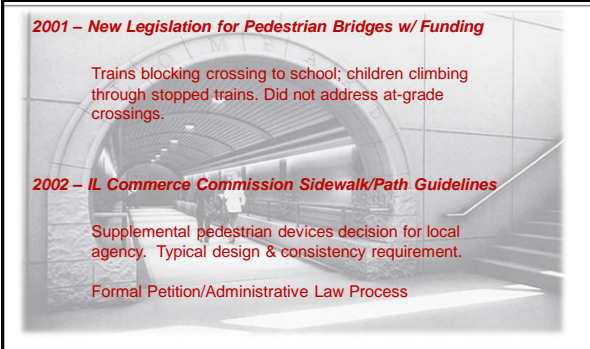 2001 – New Legislation for Pedestrian Bridges w/ Funding
Trains blocking crossing to school; children climbing
through stopped trains. Did not address at-grade
crossings.
2002 – IL Commerce Commission Sidewalk/Path Guidelines
Supplemental pedestrian devices decision for local
agency.  Typical design & consistency requirement.
Formal Petition/Administrative Law Process